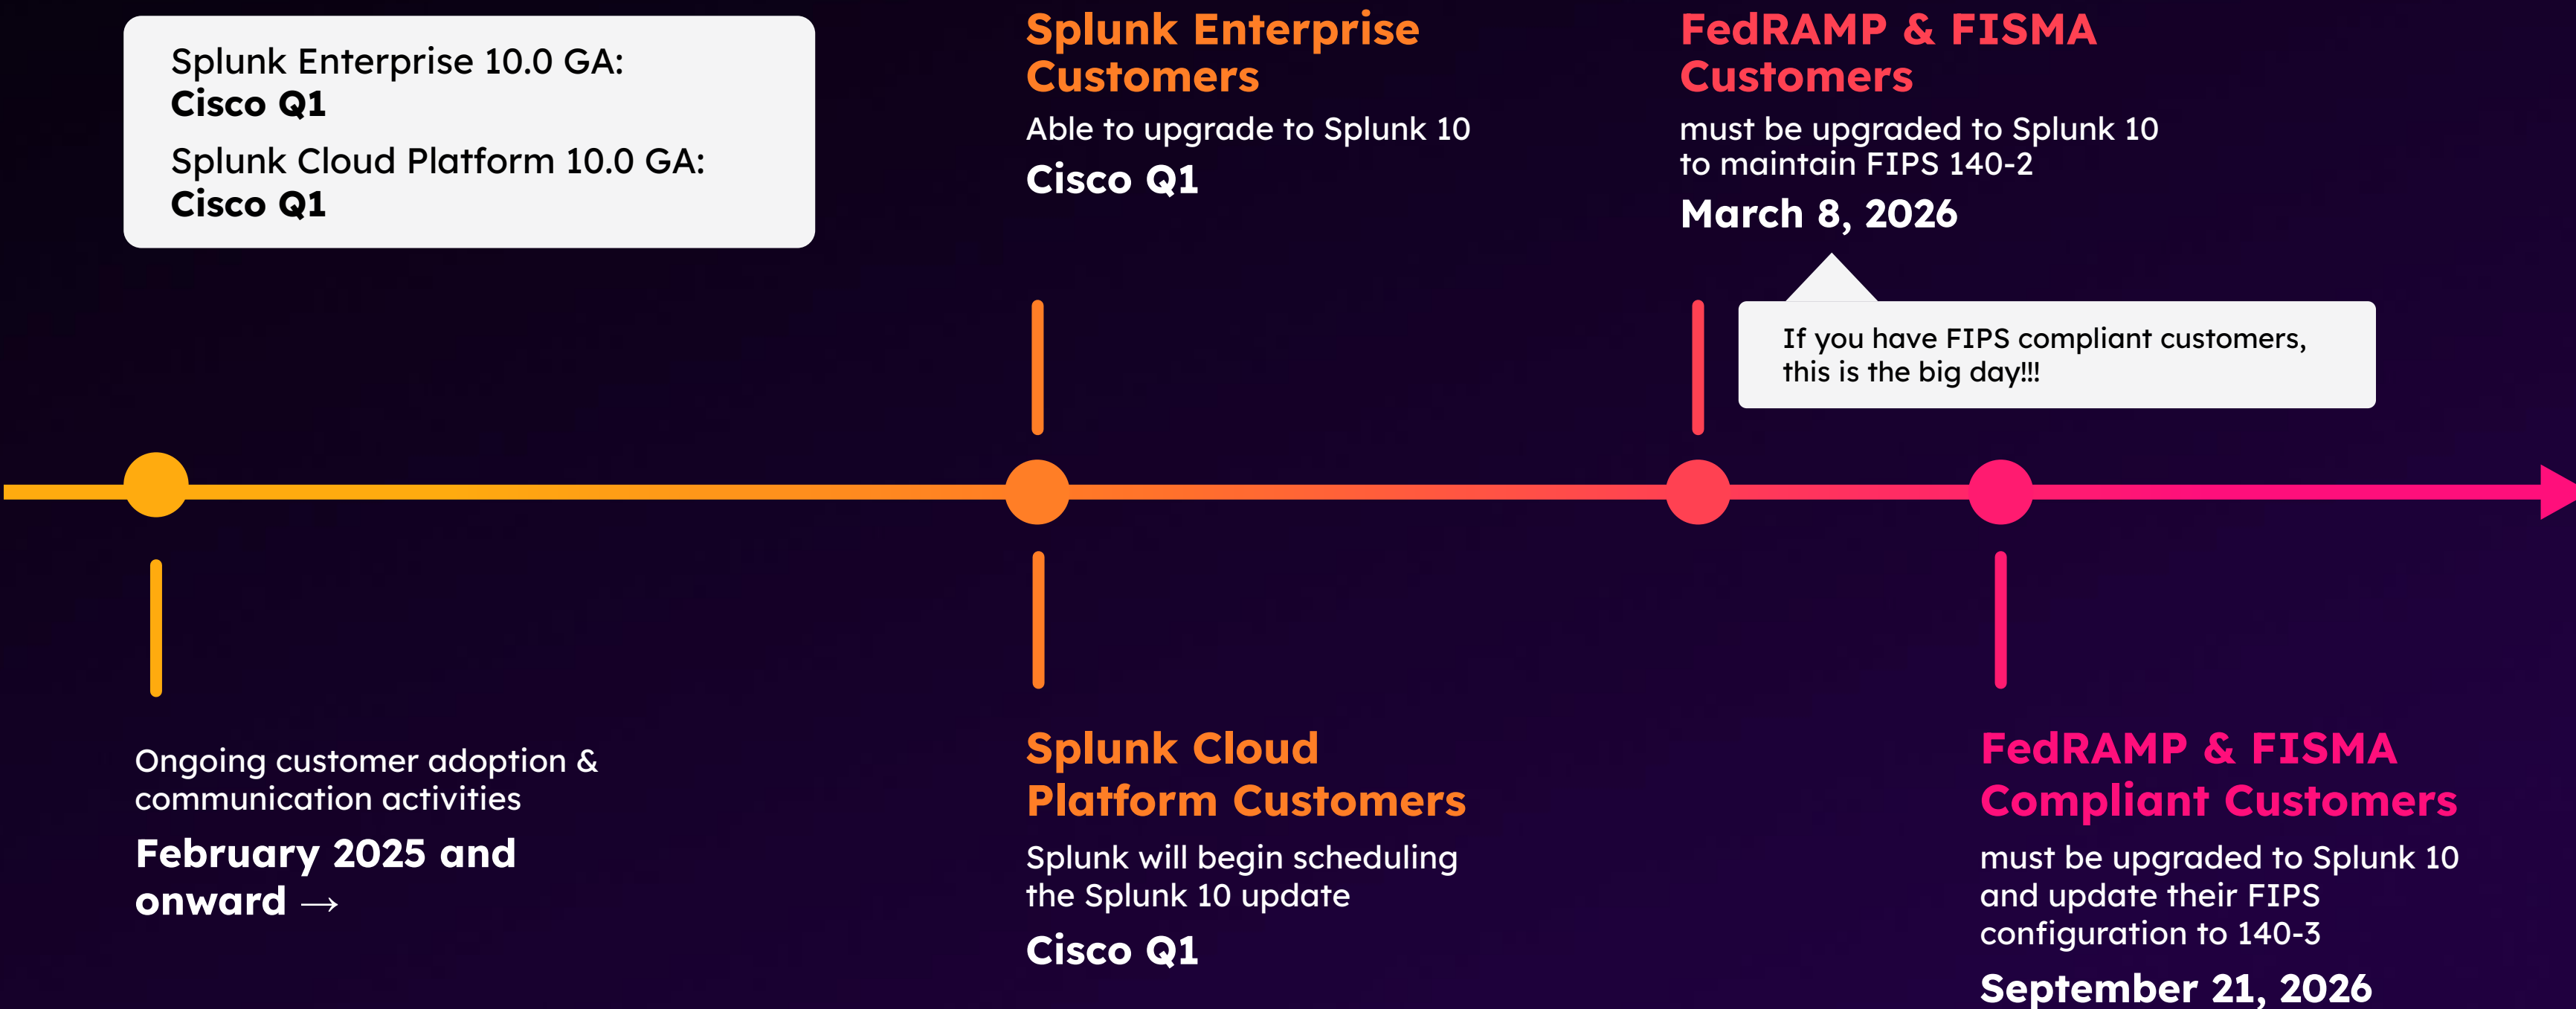 Splunk Enterprise 10.0 GA:
Cisco Q1
Splunk Cloud Platform 10.0 GA:
Cisco Q1
Splunk Enterprise
Customers
Able to upgrade to Splunk 10
Cisco Q1
FedRAMP & FISMA
Customers
must be upgraded to Splunk 10
to maintain FIPS 140-2
March 8, 2026
If you have FIPS compliant customers,
this is the big day!!!
Ongoing customer adoption &
communication activities
February 2025 and
onward →
Splunk Cloud
Platform Customers
Splunk will begin scheduling
the Splunk 10 update
Cisco Q1
FedRAMP & FISMA
Compliant Customers
must be upgraded to Splunk 10
and update their FIPS
configuration to 140-3
September 21, 2026